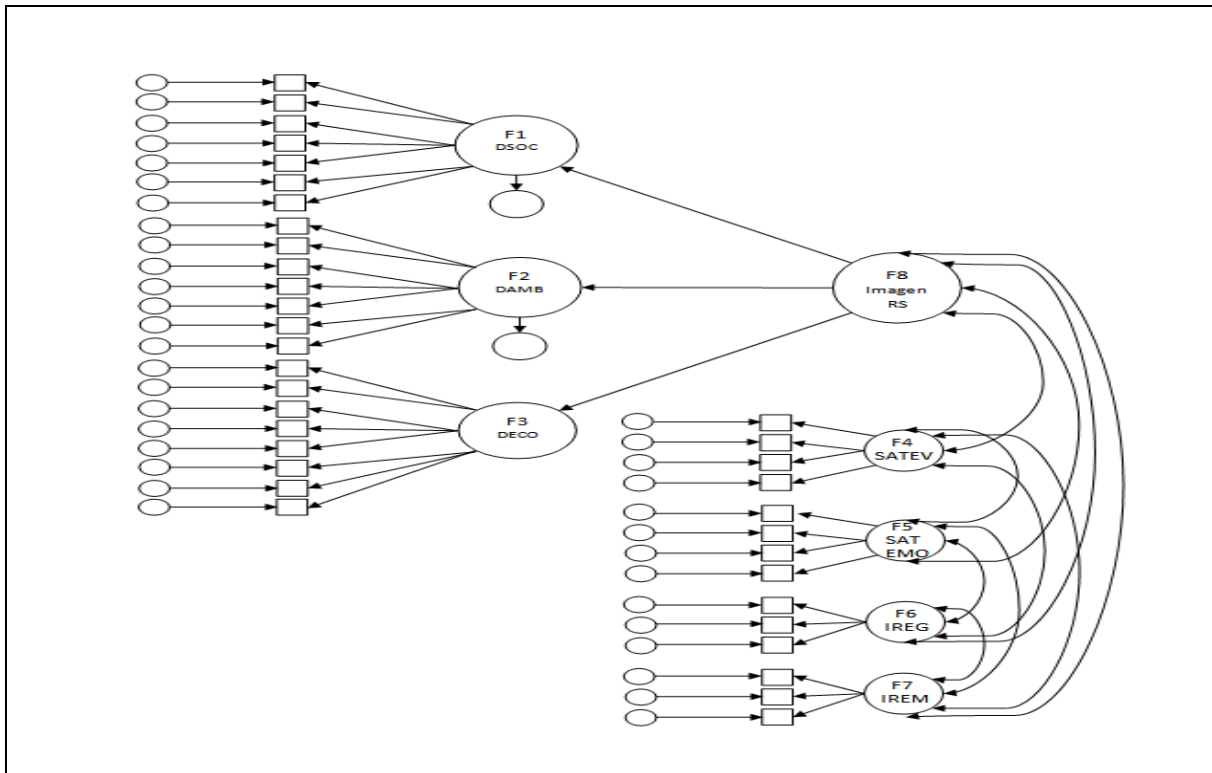 F1
DSOC
F2
DAMB
F8
Imagen
RS
F3
DECO
F4
SATEV
F5
SAT
EMO
F6
IREG
F7
IREM